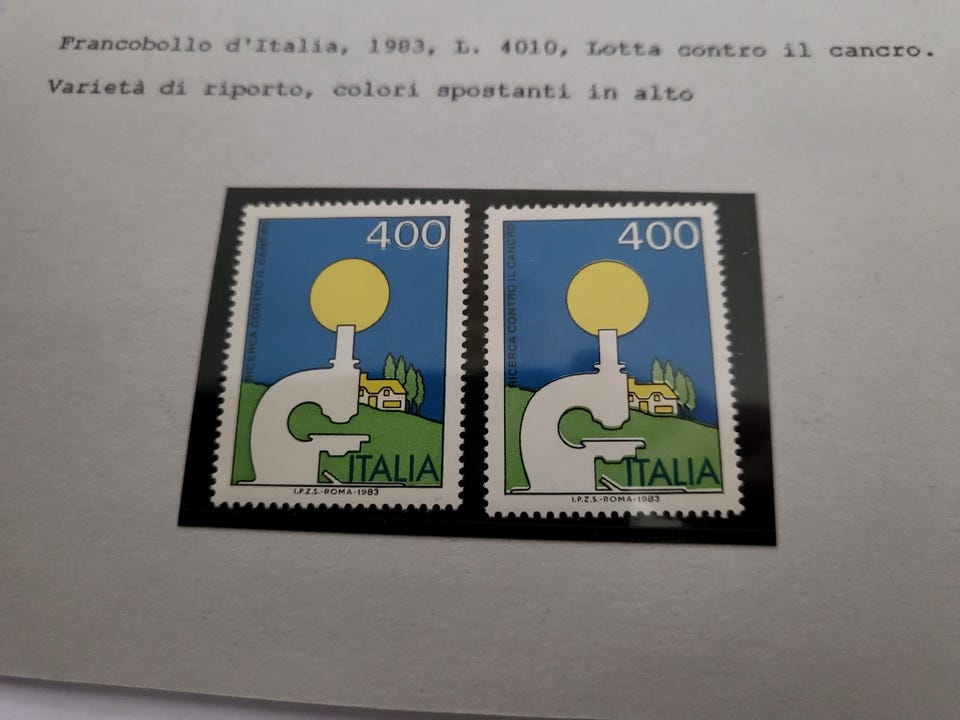 Francobollo d'Italia, 1983, L. 4010, Lotta contro il cancro.
Varietà di riporto, colori spostanti in alto
400
RICERCA CONTRO IL CANCRO
ITALIA
I.P.Z.S.-ROMA-1983
400
RICERCA CONTRO IL CANCRO
ITALIA
I.P.Z.S.-ROMA-1983